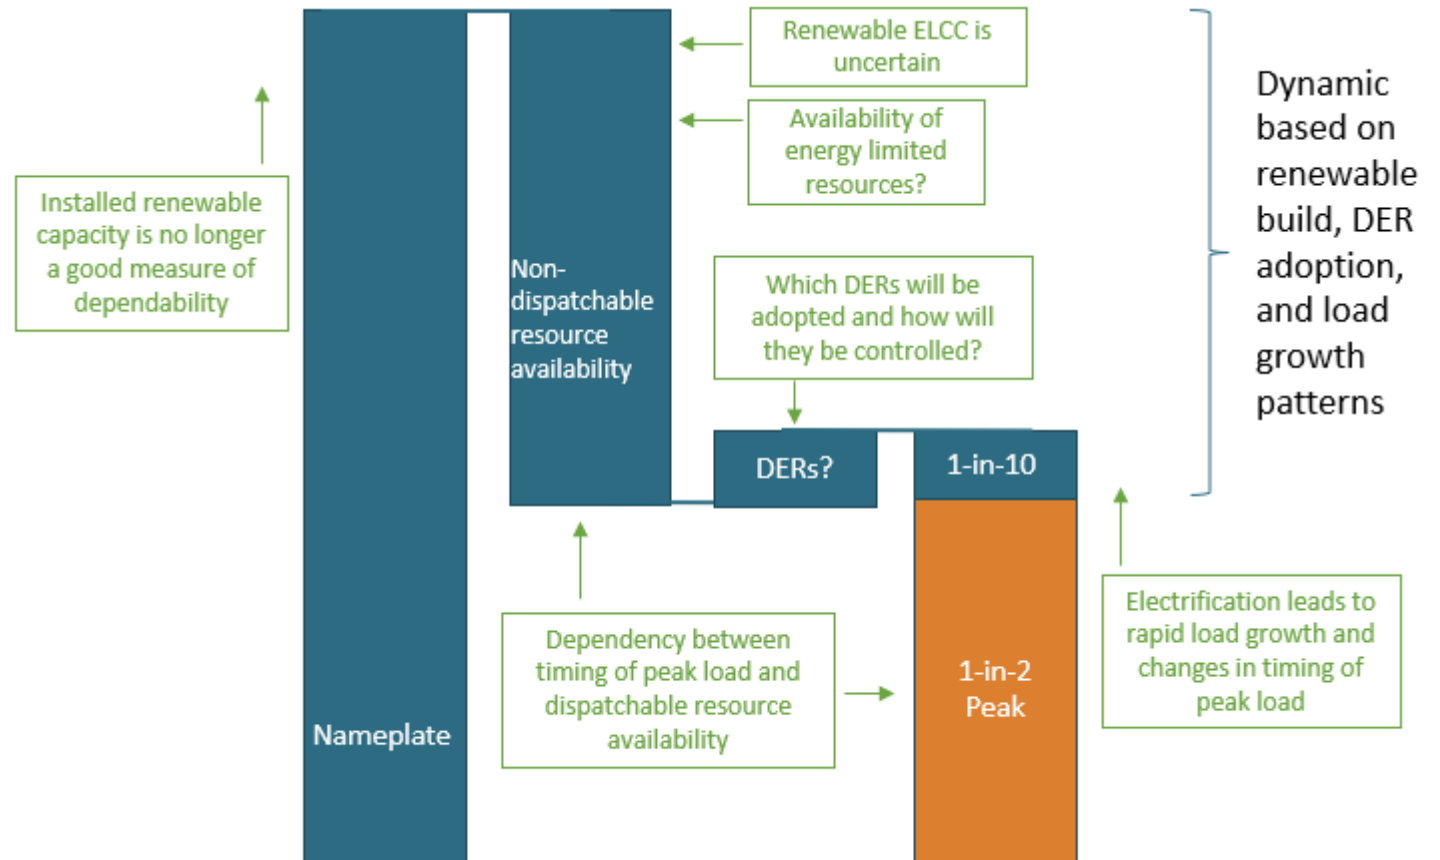 Renewable ELCC is
uncertain
Availability of
energy limited
resources?
Dynamic
based on
renewable
build, DER
adoption,
and load
growth
patterns
Installed renewable
capacity is no longer
a good measure of
dependability
Non-
dispatchable
resource
availability
Which DERs will be
adopted and how will
they be controlled?
DERs?
1-in-10
Dependency between
timing of peak load and
dispatchable resource
availability
1-in-2
Peak
Electrification leads to
rapid load growth and
changes in timing of
peak load
Nameplate